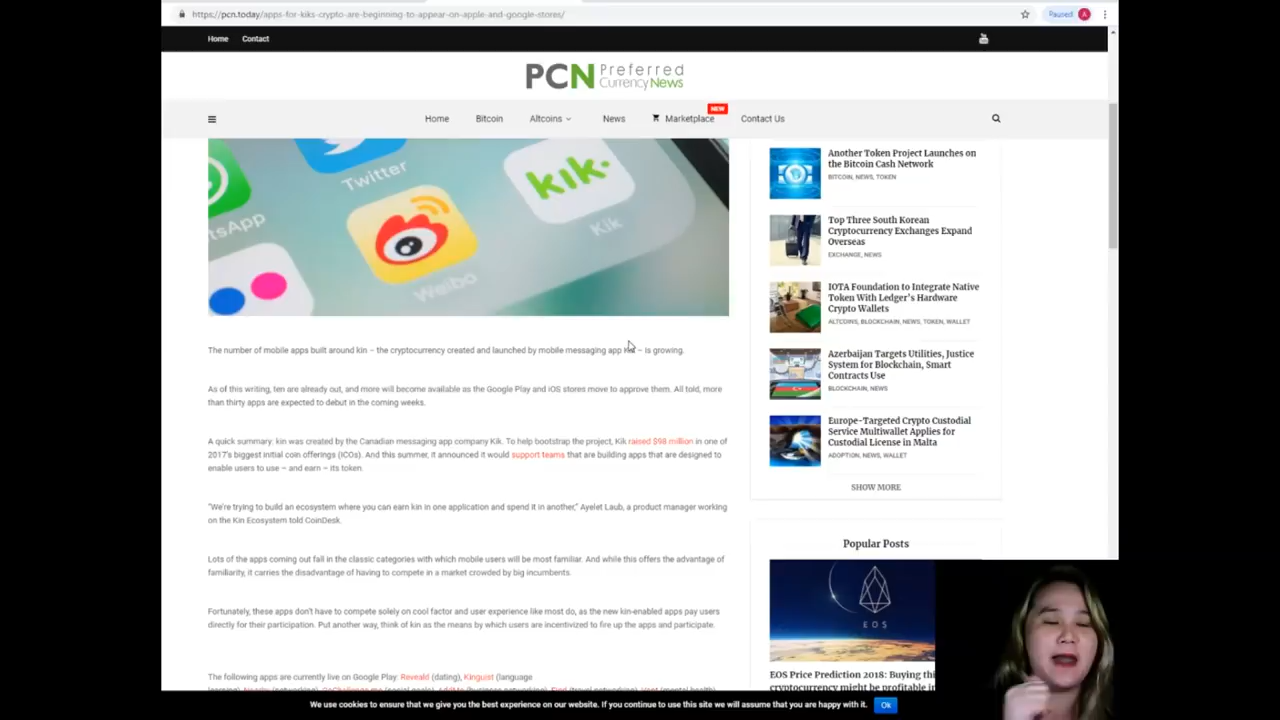 https://pcn.today/apps-for-kiks-crypto-are-beginning-to-appear-on-apple-and-google-stores/
Paused A
Home Contact
PCN Preferred Currency News
NEW
Home Bitcoin Altcoins News Marketplace Contact Us
Twitter
kik
Kik
Weibo
The number of mobile apps built around kin – the cryptocurrency created and launched by mobile messaging app – is growing.
As of this writing, ten are already out, and more will become available as the Google Play and iOS stores move to approve them. All told, more
than thirty apps are expected to debut in the coming weeks.
A quick summary: kin was created by the Canadian messaging app company Kik. To help bootstrap the project, Kik raised $98 million in one of
2017's biggest initial coin offerings (ICOs). And this summer, it announced it would support teams that are building apps that are designed to
enable users to use – and earn – its token.
"We're trying to build an ecosystem where you can earn kin in one application and spend it in another," Ayelet Laub, a product manager working
on the Kin Ecosystem told CoinDesk.
Lots of the apps coming out fall in the classic categories with which mobile users will be most familiar. And while this offers the advantage of
familiarity, it carries the disadvantage of having to compete in a market crowded by big incumbents.
Fortunately, these apps don't have to compete solely on cool factor and user experience like most do, as the new kin-enabled apps pay users
directly for their participation. Put another way, think of kin as the means by which users are incentivized to fire up the apps and participate.
The following apps are currently live on Google Play. Reveald (dating), Kinguist (language
Another Token Project Launches on
the Bitcoin Cash Network
BITCOIN, NEWS, TOKEN
Top Three South Korean
Cryptocurrency Exchanges Expand
Overseas
EXCHANGE, NEWS
IOTA Foundation to Integrate Native
Token With Ledger's Hardware
Crypto Wallets
ALTCOINS, BLOCKCHAIN, NEWS, TOKEN, WALLET
Azerbaijan Targets Utilities, Justice
System for Blockchain, Smart
Contracts Use
BLOCKCHAIN, NEWS
Europe-Targeted Crypto Custodial
Service Multiwallet Applies for
Custodial License in Malta
ADOPTION, NEWS, WALLET
SHOW MORE
Popular Posts
EOS
EOS Price Prediction 2018: Buying
cryptocurrency might be profitable in
We use cookies to ensure that we give you the best experience on our website. If you continue to use this site we will assume that you are happy with it. Ok